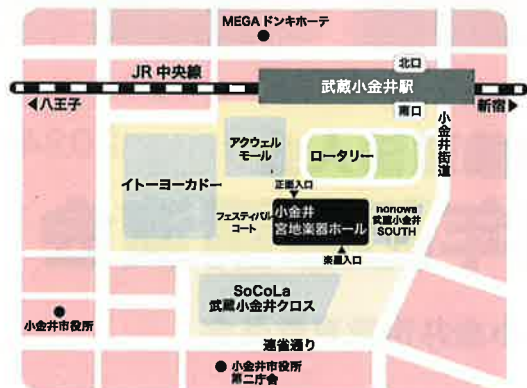 MEGAドンキホーテ
JR中央線
北口
武蔵小金井駅
◀八王子
南口
新宿▶
小金井街道
アクウェル
モール
ロータリー
イトーヨーカドー
正面入口
フェスティバル
コート
小金井
宮地楽器ホール
nonowa
武蔵小金井
SOUTH
楽屋入口
SoCoLa
武蔵小金井クロス
小金井市役所
連雀通り
小金井市役所
第二庁舎